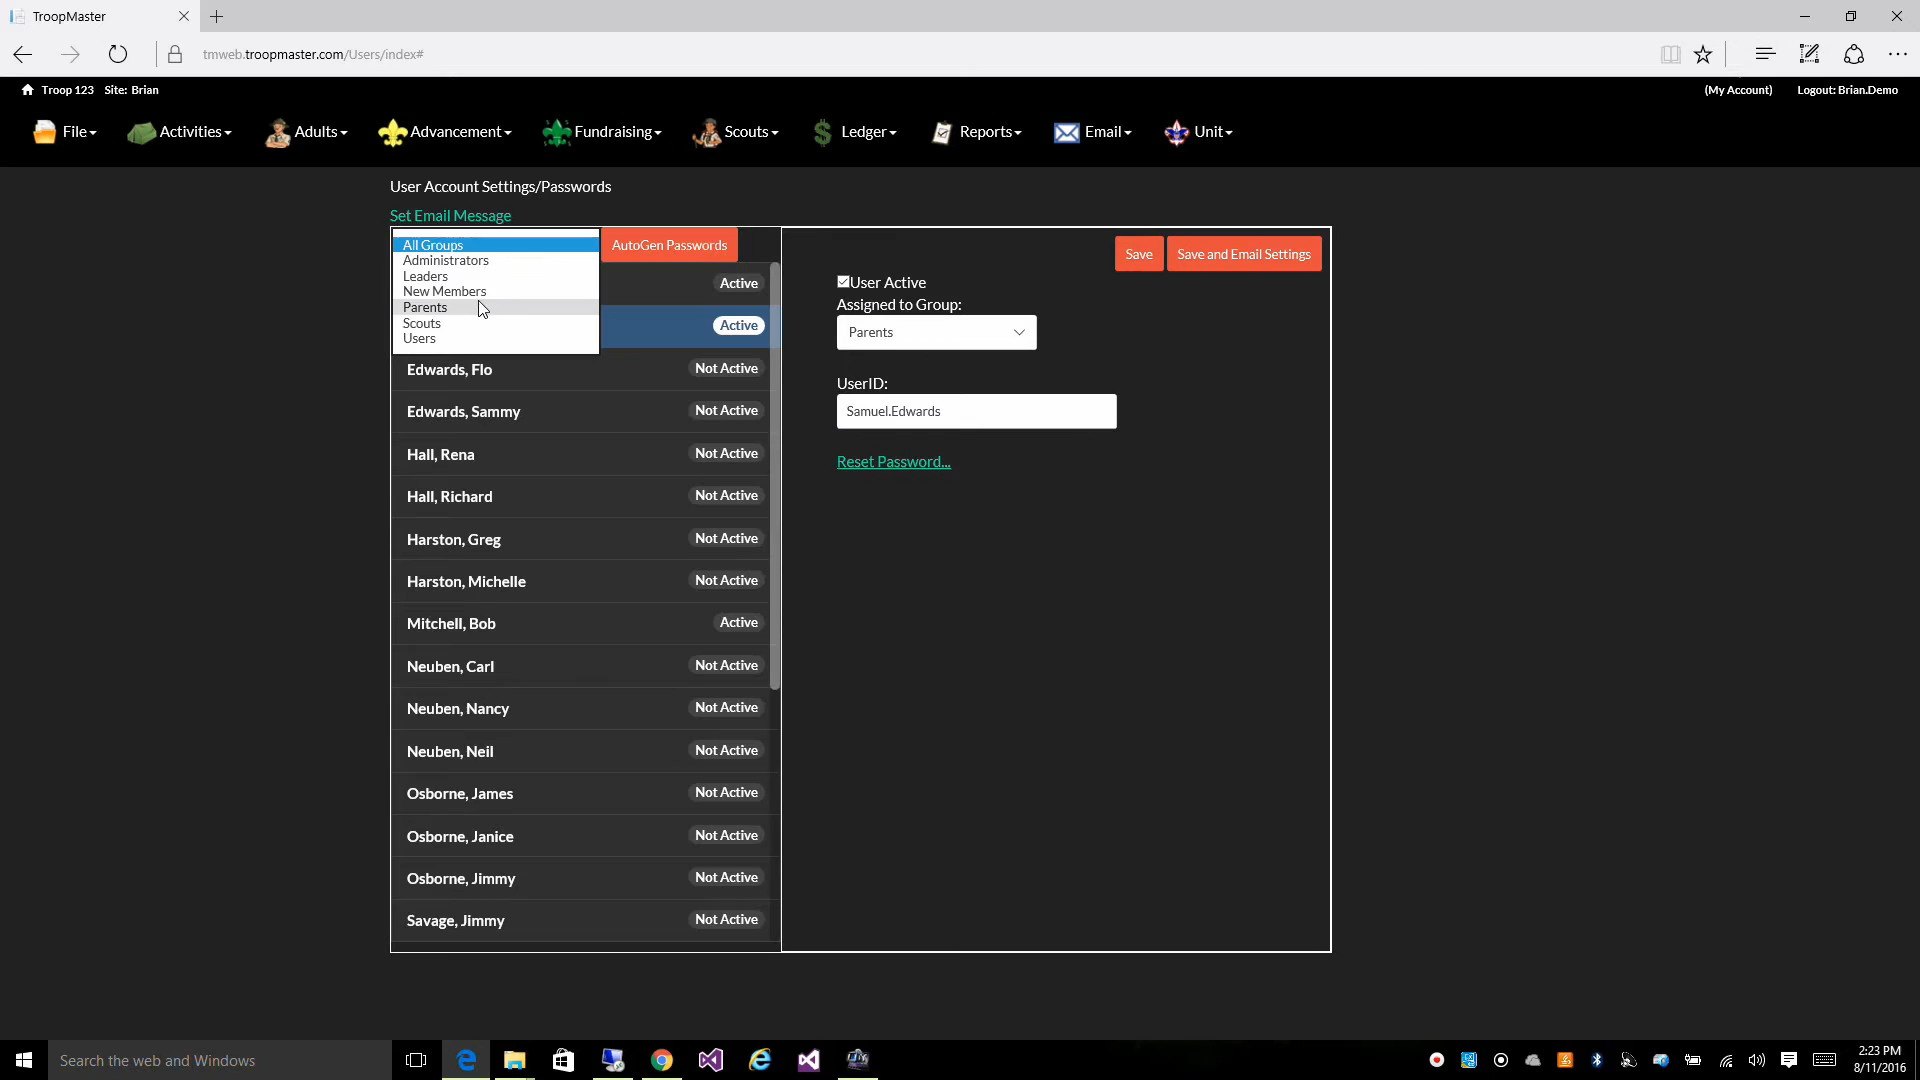 TroopMaster
tmweb.troopmaster.com/Users/index#
Troop 123 Site: Brian
(My Account) Logout: Brian.Demo
File Activities Adults Advancement Fundraising Scouts Ledger Reports Email Unit
User Account Settings/Passwords
Set Email Message
All Groups
Administrators
Leaders
New Members
Parents
Scouts
Users
AutoGen Passwords
Active
Active
Edwards, Flo Not Active
Edwards, Sammy Not Active
Hall, Rena Not Active
Hall, Richard Not Active
Harston, Greg Not Active
Harston, Michelle Not Active
Mitchell, Bob Active
Neuben, Carl Not Active
Neuben, Nancy Not Active
Neuben, Neil Not Active
Osborne, James Not Active
Osborne, Janice Not Active
Osborne, Jimmy Not Active
Savage, Jimmy Not Active
Save Save and Email Settings
User Active
Assigned to Group:
Parents
UserID:
Samuel.Edwards
Reset Password...
Search the web and Windows
2:23 PM
8/11/2016